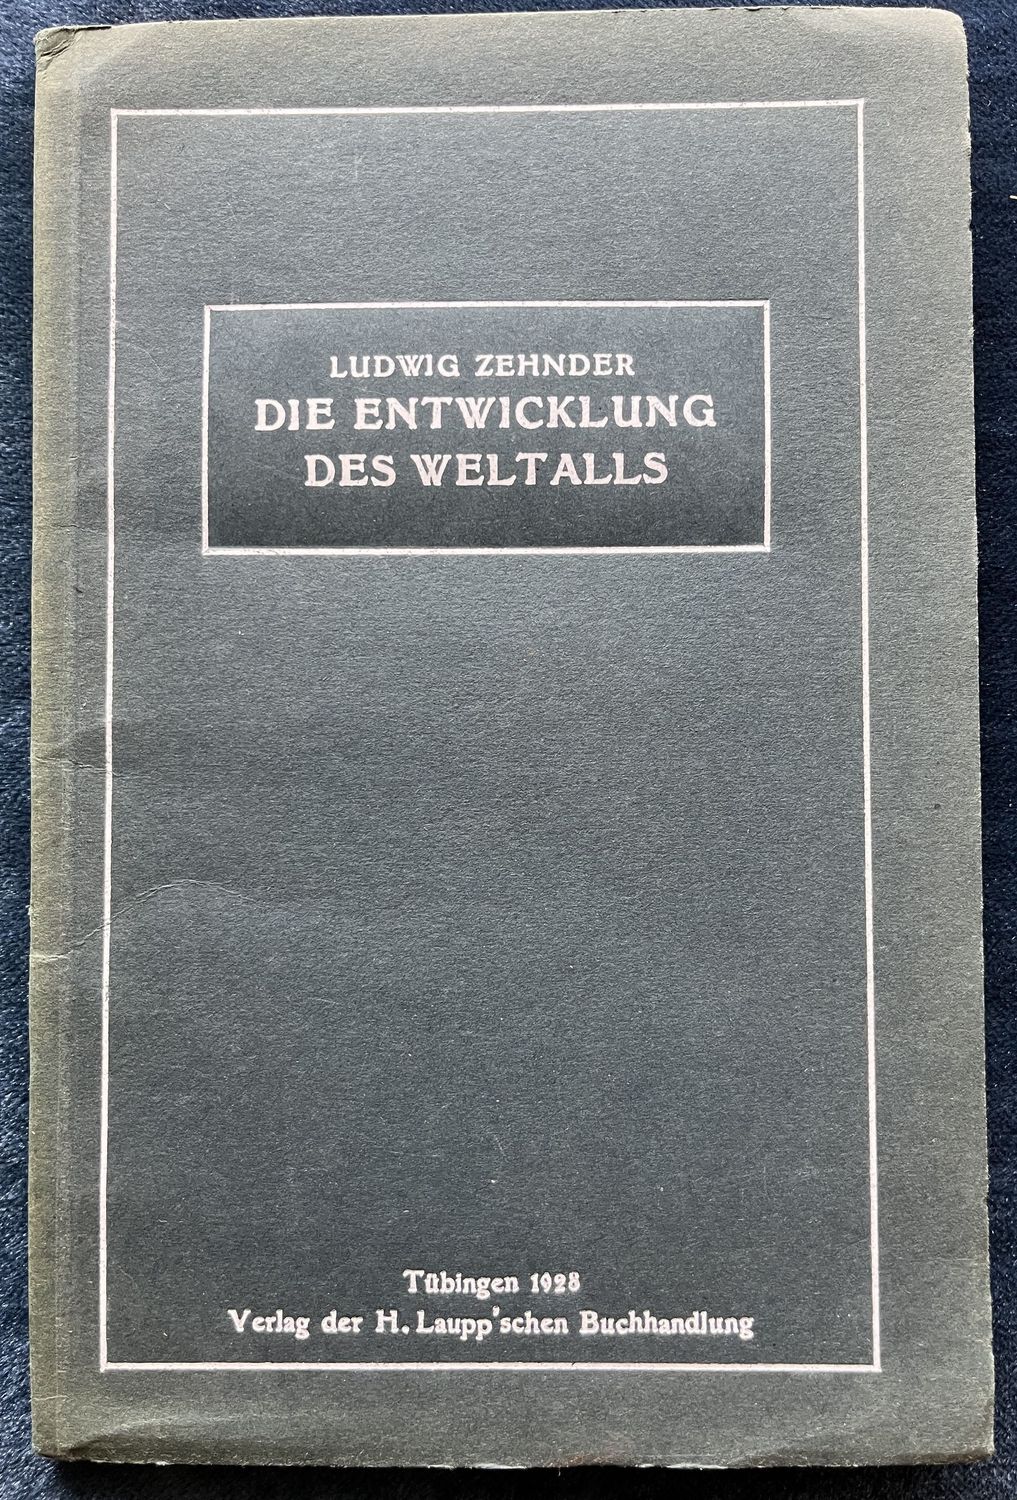 LUDWIG ZEHNDER
DIE ENTWICKLUNG
DES WELTALLS
Tübingen 1928
Verlag der H. Laupp'schen Buchhandlung